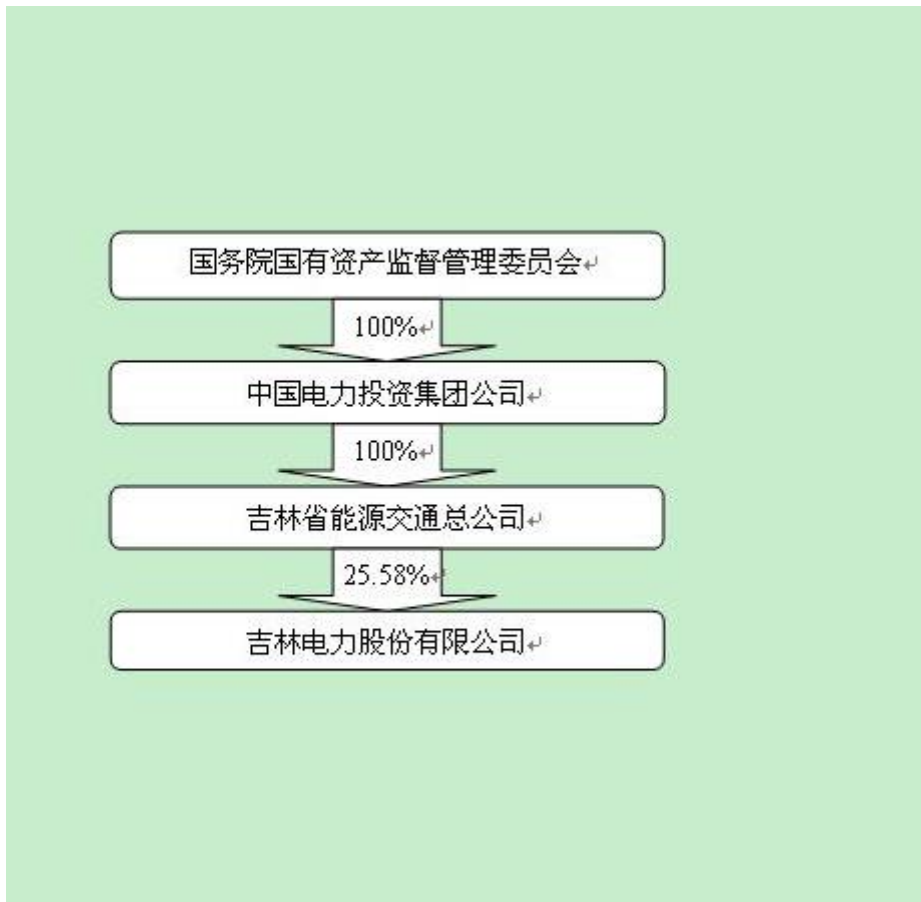 国务院国有资产监督管理委员会
100%
中国电力投资集团公司
100%
吉林省能源交通总公司
25.58%
吉林电力股份有限公司